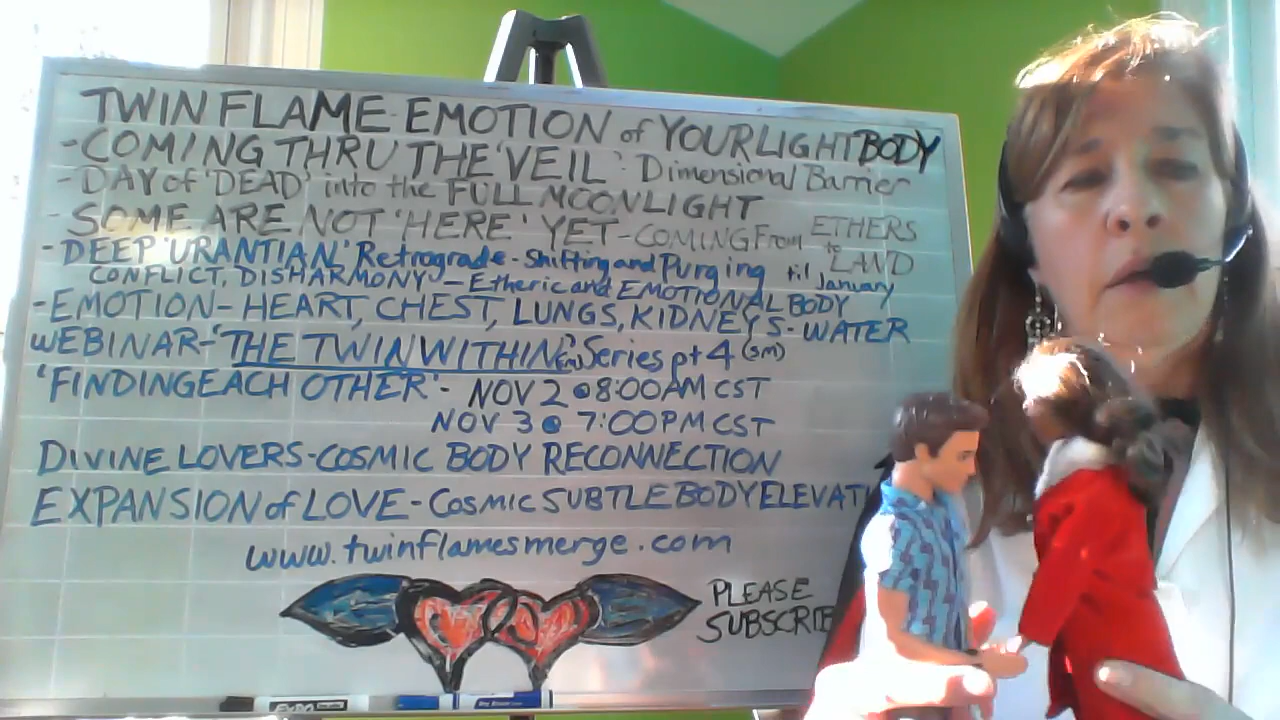 TWIN FLAME-EMOTION of YOUR LIGHT BODY
-COMING THRU THE 'VEIL': Dimensional Barrier
-DAY of 'DEAD' into the FULL MOONLIGHT
-SOME ARE NOT 'HERE' YET-COMING From ETHERS to LAND
-DEEP 'URANTIAN' Retrograde-Shifting and Purging til January
CONFLICT, DISHARMONY-Etheric and EMOTIONAL BODY
-EMOTION-HEART, CHEST, LUNGS, KIDNEYS-WATER
WEBINAR-'THE TWIN WITHIN' Series pt 4 (sm)
'FINDING EACH OTHER'- NOV 2 @ 8:00AM CST
NOV 3 @ 7:00PM CST
DIVINE LOVERS-COSMIC BODY RECONNECTION
EXPANSION of LOVE-COSMIC SUBTLE BODY ELEVATI
www.twinflamesmerge.com
PLEASE
SUBSCRIBE
EXPO